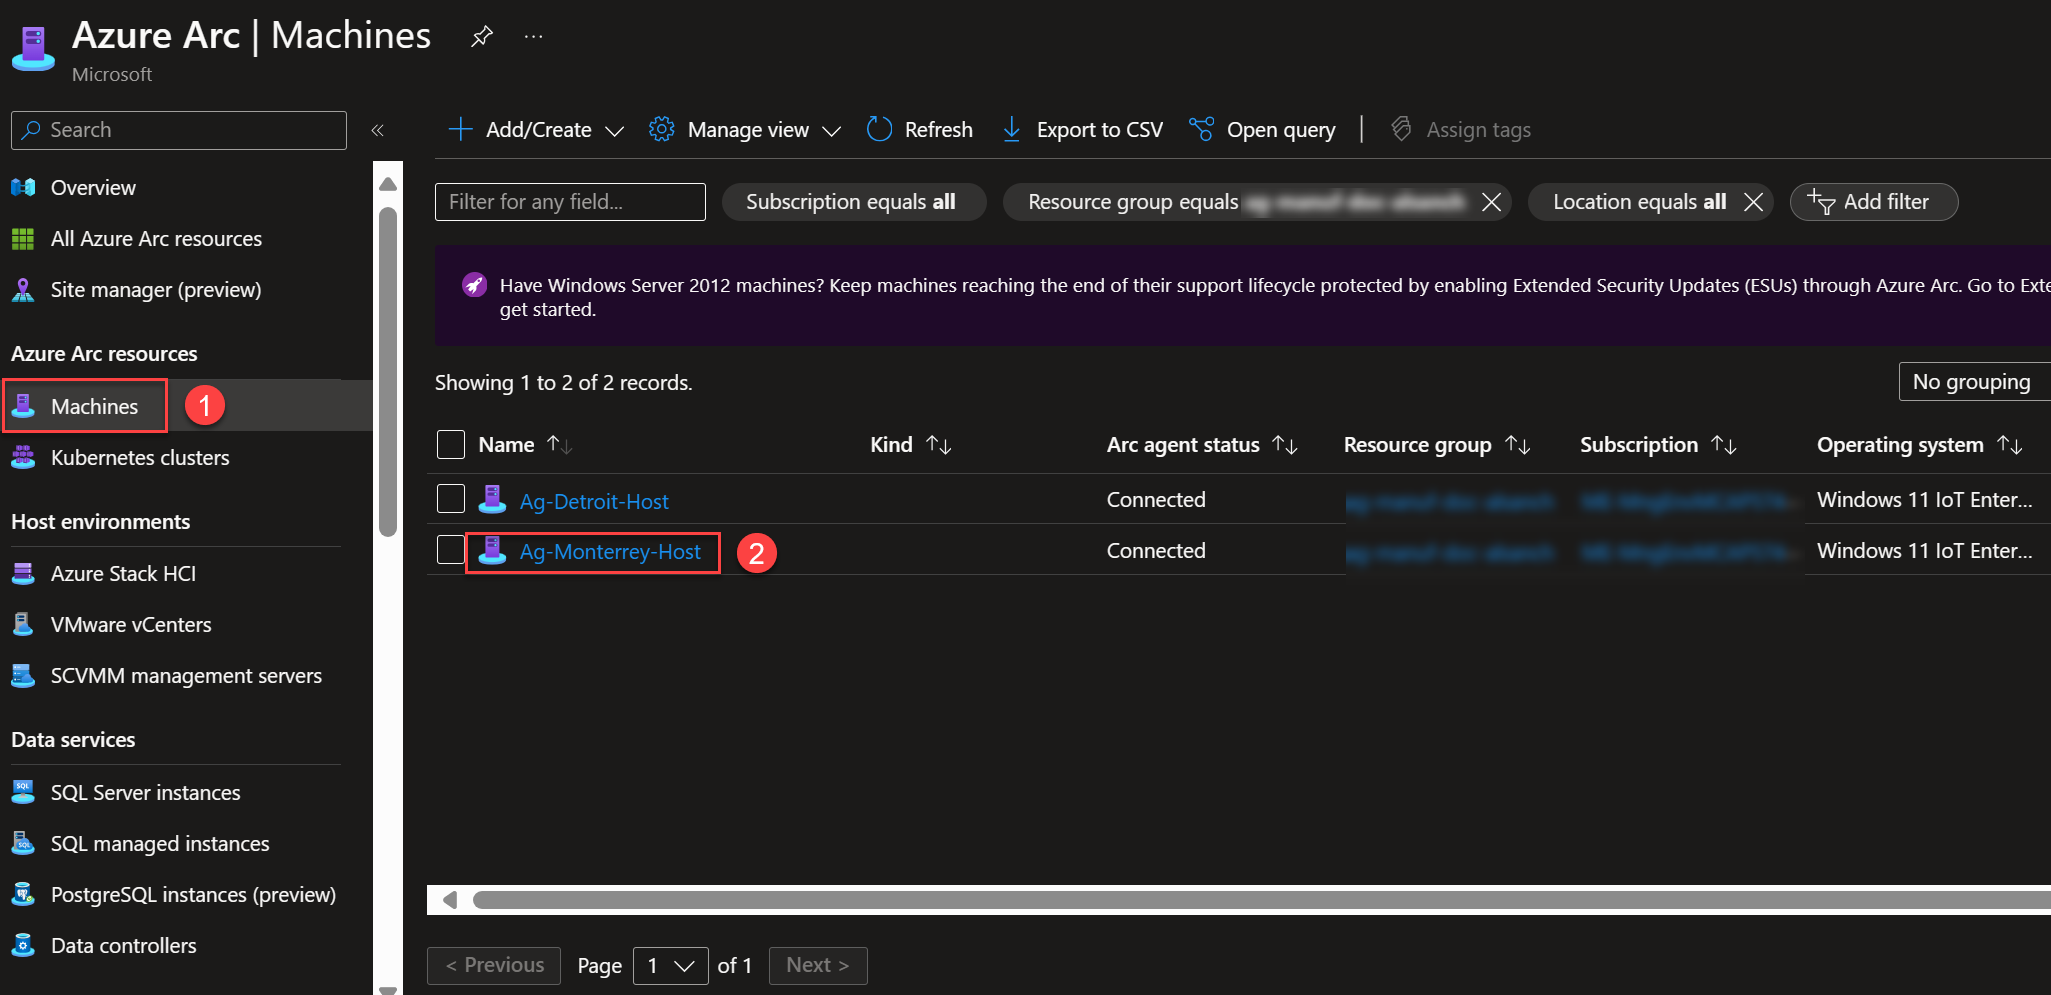 Azure Arc | Machines
Microsoft
Search
Overview
All Azure Arc resources
Site manager (preview)
Azure Arc resources
Machines
1
Kubernetes clusters
Host environments
Azure Stack HCI
VMware vCenters
SCVMM management servers
Data services
SQL Server instances
SQL managed instances
PostgreSQL instances (preview)
Data controllers
Add/Create Manage view Refresh Export to CSV Open query | Assign tags
Filter for any field... Subscription equals all Resource group equals Location equals all Add filter
Have Windows Server 2012 machines? Keep machines reaching the end of their support lifecycle protected by enabling Extended Security Updates (ESUs) through Azure Arc. Go to Exte
get started.
Showing 1 to 2 of 2 records.
No grouping
Name Kind Arc agent status Resource group Subscription Operating system
Ag-Detroit-Host Connected Windows 11 IoT Enter...
Ag-Monterrey-Host 2 Connected Windows 11 IoT Enter...
< Previous Page 1 of 1 Next >